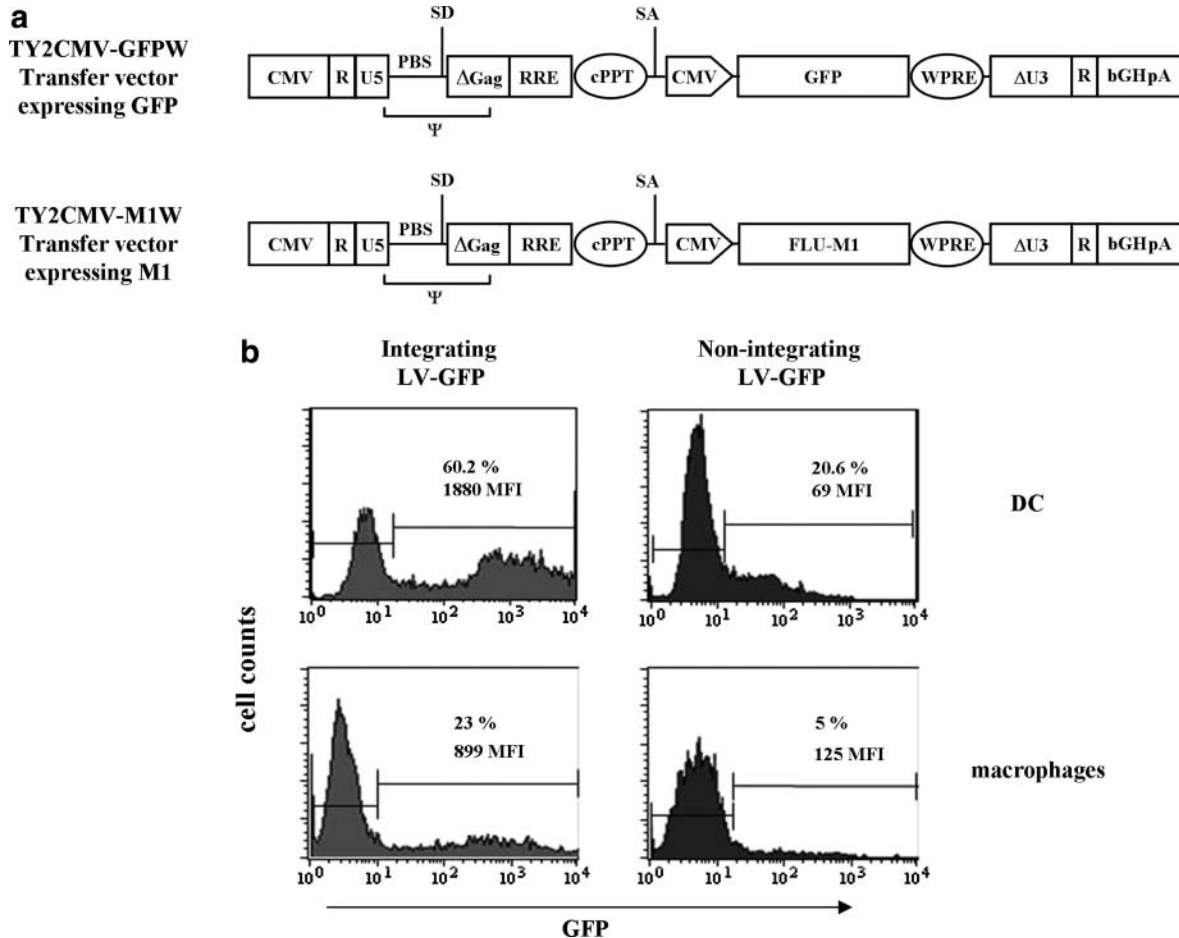 a
TY2CMV-GFPW
Transfer vector
expressing GFP
SD SA
CMV R U5 PBS ΔGag RRE cPPT CMV GFP WPRE ΔU3 R bGHpA
Ψ
TY2CMV-M1W
Transfer vector
expressing M1
SD SA
CMV R U5 PBS ΔGag RRE cPPT CMV FLU-M1 WPRE ΔU3 R bGHpA
Ψ
b
Integrating
LV-GFP
Non-integrating
LV-GFP
60.2 %
1880 MFI
10⁰ 10¹ 10² 10³ 10⁴
20.6 %
69 MFI
10⁰ 10¹ 10² 10³ 10⁴
DC
cell counts
23 %
899 MFI
10⁰ 10¹ 10² 10³ 10⁴
5 %
125 MFI
10⁰ 10¹ 10² 10³ 10⁴
macrophages
GFP